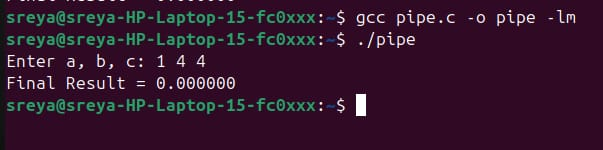 sreya@sreya-HP-Laptop-15-fc0xxx:~$ gcc pipe.c -o pipe -lm
sreya@sreya-HP-Laptop-15-fc0xxx:~$ ./pipe
Enter a, b, c: 1 4 4
Final Result = 0.000000
sreya@sreya-HP-Laptop-15-fc0xxx:~$